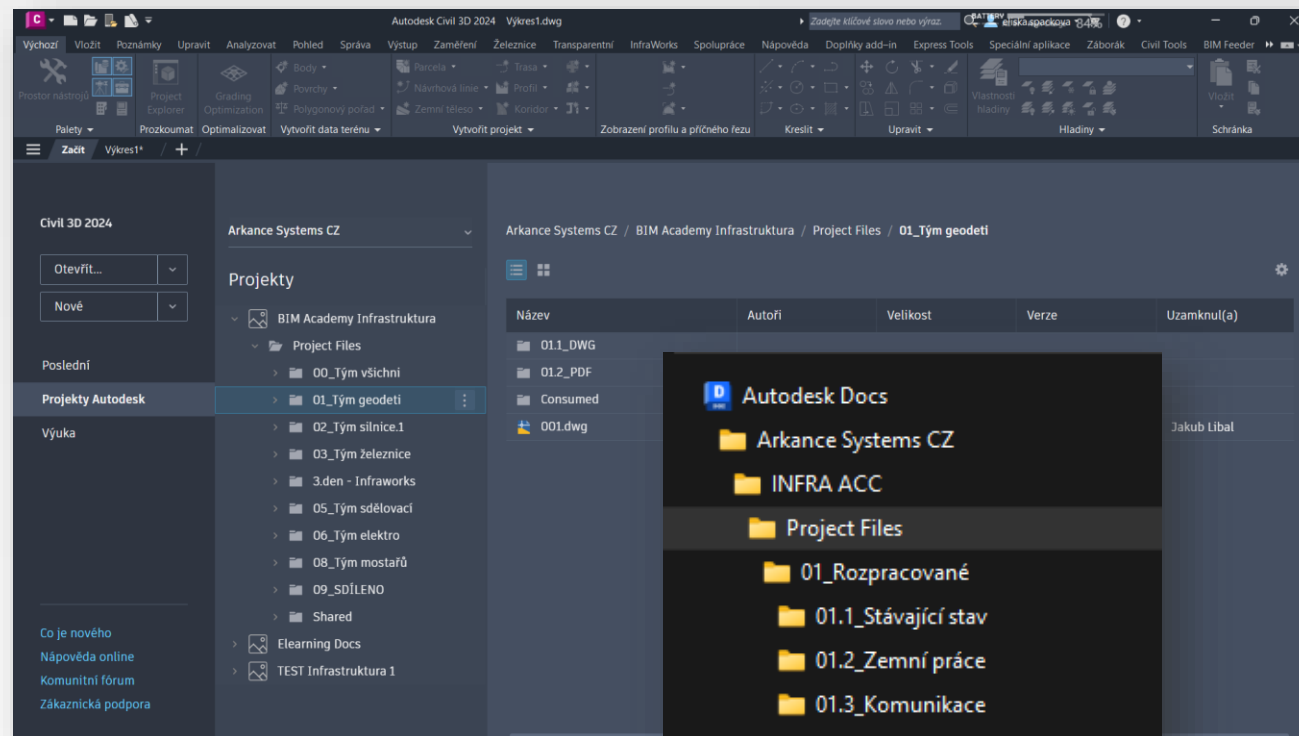 Autodesk Civil 3D 2024 Výkres1.dwg Zadejte klíčové slovo nebo výraz.
Výchozí Vložit Poznámky Upravit Analyzovat Pohled Správa Výstup Zaměření Železnice Transparentní InfraWorks Spolupráce Nápověda Doplňky add-in Express Tools Speciální aplikace Záborák Civil Tools BIM Feeder
Body Parcela Trasa
Povrchy Návrhová linie Profil
Prostor nástrojů Project Explorer Grading Optimization Polygonový pořad Zemní těleso Koridor Vlastnosti hladiny Vložit
Palety Prozkoumat Optimalizovat Vytvořit data terénu Vytvořit projekt Zobrazení profilu a příčného řezu Kreslit Upravit Hladiny Schránka
Začít Výkres1*
Civil 3D 2024
Otevřít...
Nové
Poslední
Projekty Autodesk
Výuka
Co je nového
Nápověda online
Komunitní fórum
Zákaznická podpora
Arkance Systems CZ
Projekty
BIM Academy Infrastruktura
Project Files
00_Tým všichni
01_Tým geodeti
02_Tým silnice.1
03_Tým železnice
3.den - Infraworks
05_Tým sdělovací
06_Tým elektro
08_Tým mostařů
09_SDÍLENO
Shared
Elearning Docs
TEST Infrastruktura 1
Arkance Systems CZ / BIM Academy Infrastruktura / Project Files / 01_Tým geodeti
Název Autoři Velikost Verze Uzamknul(a)
01.1_DWG
01.2_PDF
Consumed
001.dwg Jakub Libal
Autodesk Docs
Arkance Systems CZ
INFRA ACC
Project Files
01_Rozpracované
01.1_Stávající stav
01.2_Zemní práce
01.3_Komunikace